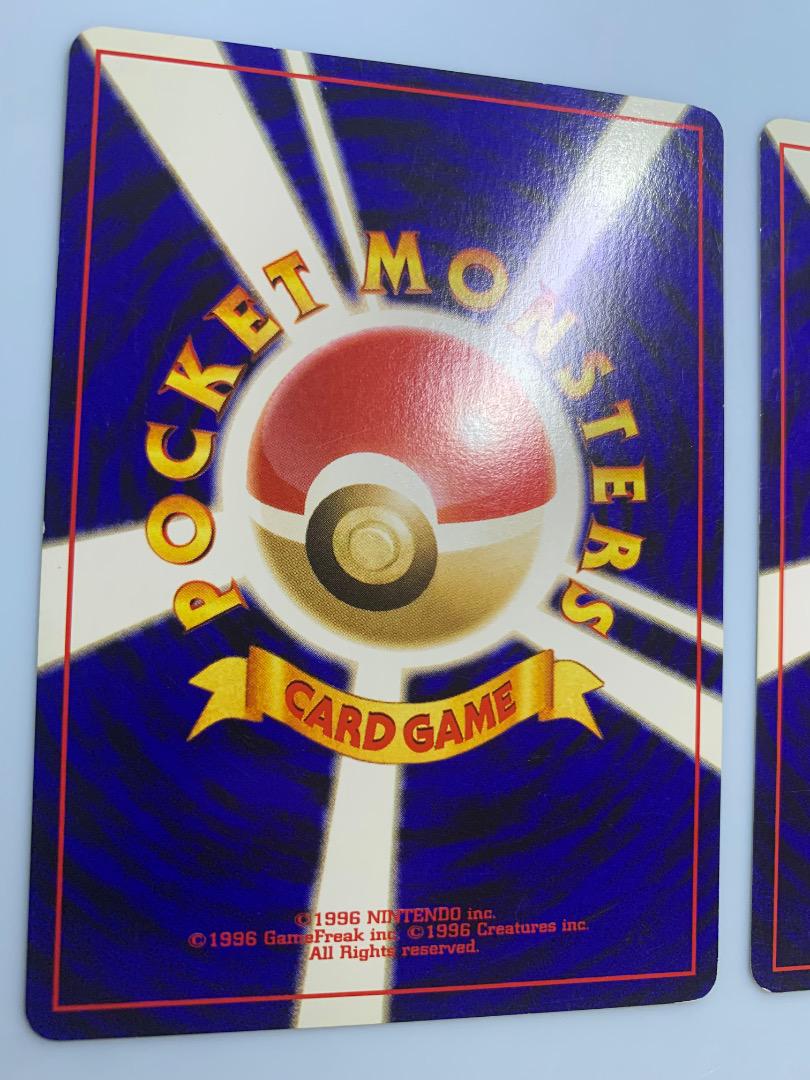 POCKET MONSTERS
CARD GAME
©1996 NINTENDO inc.
©1996 GameFreak inc. ©1996 Creatures inc.
All Rights reserved.